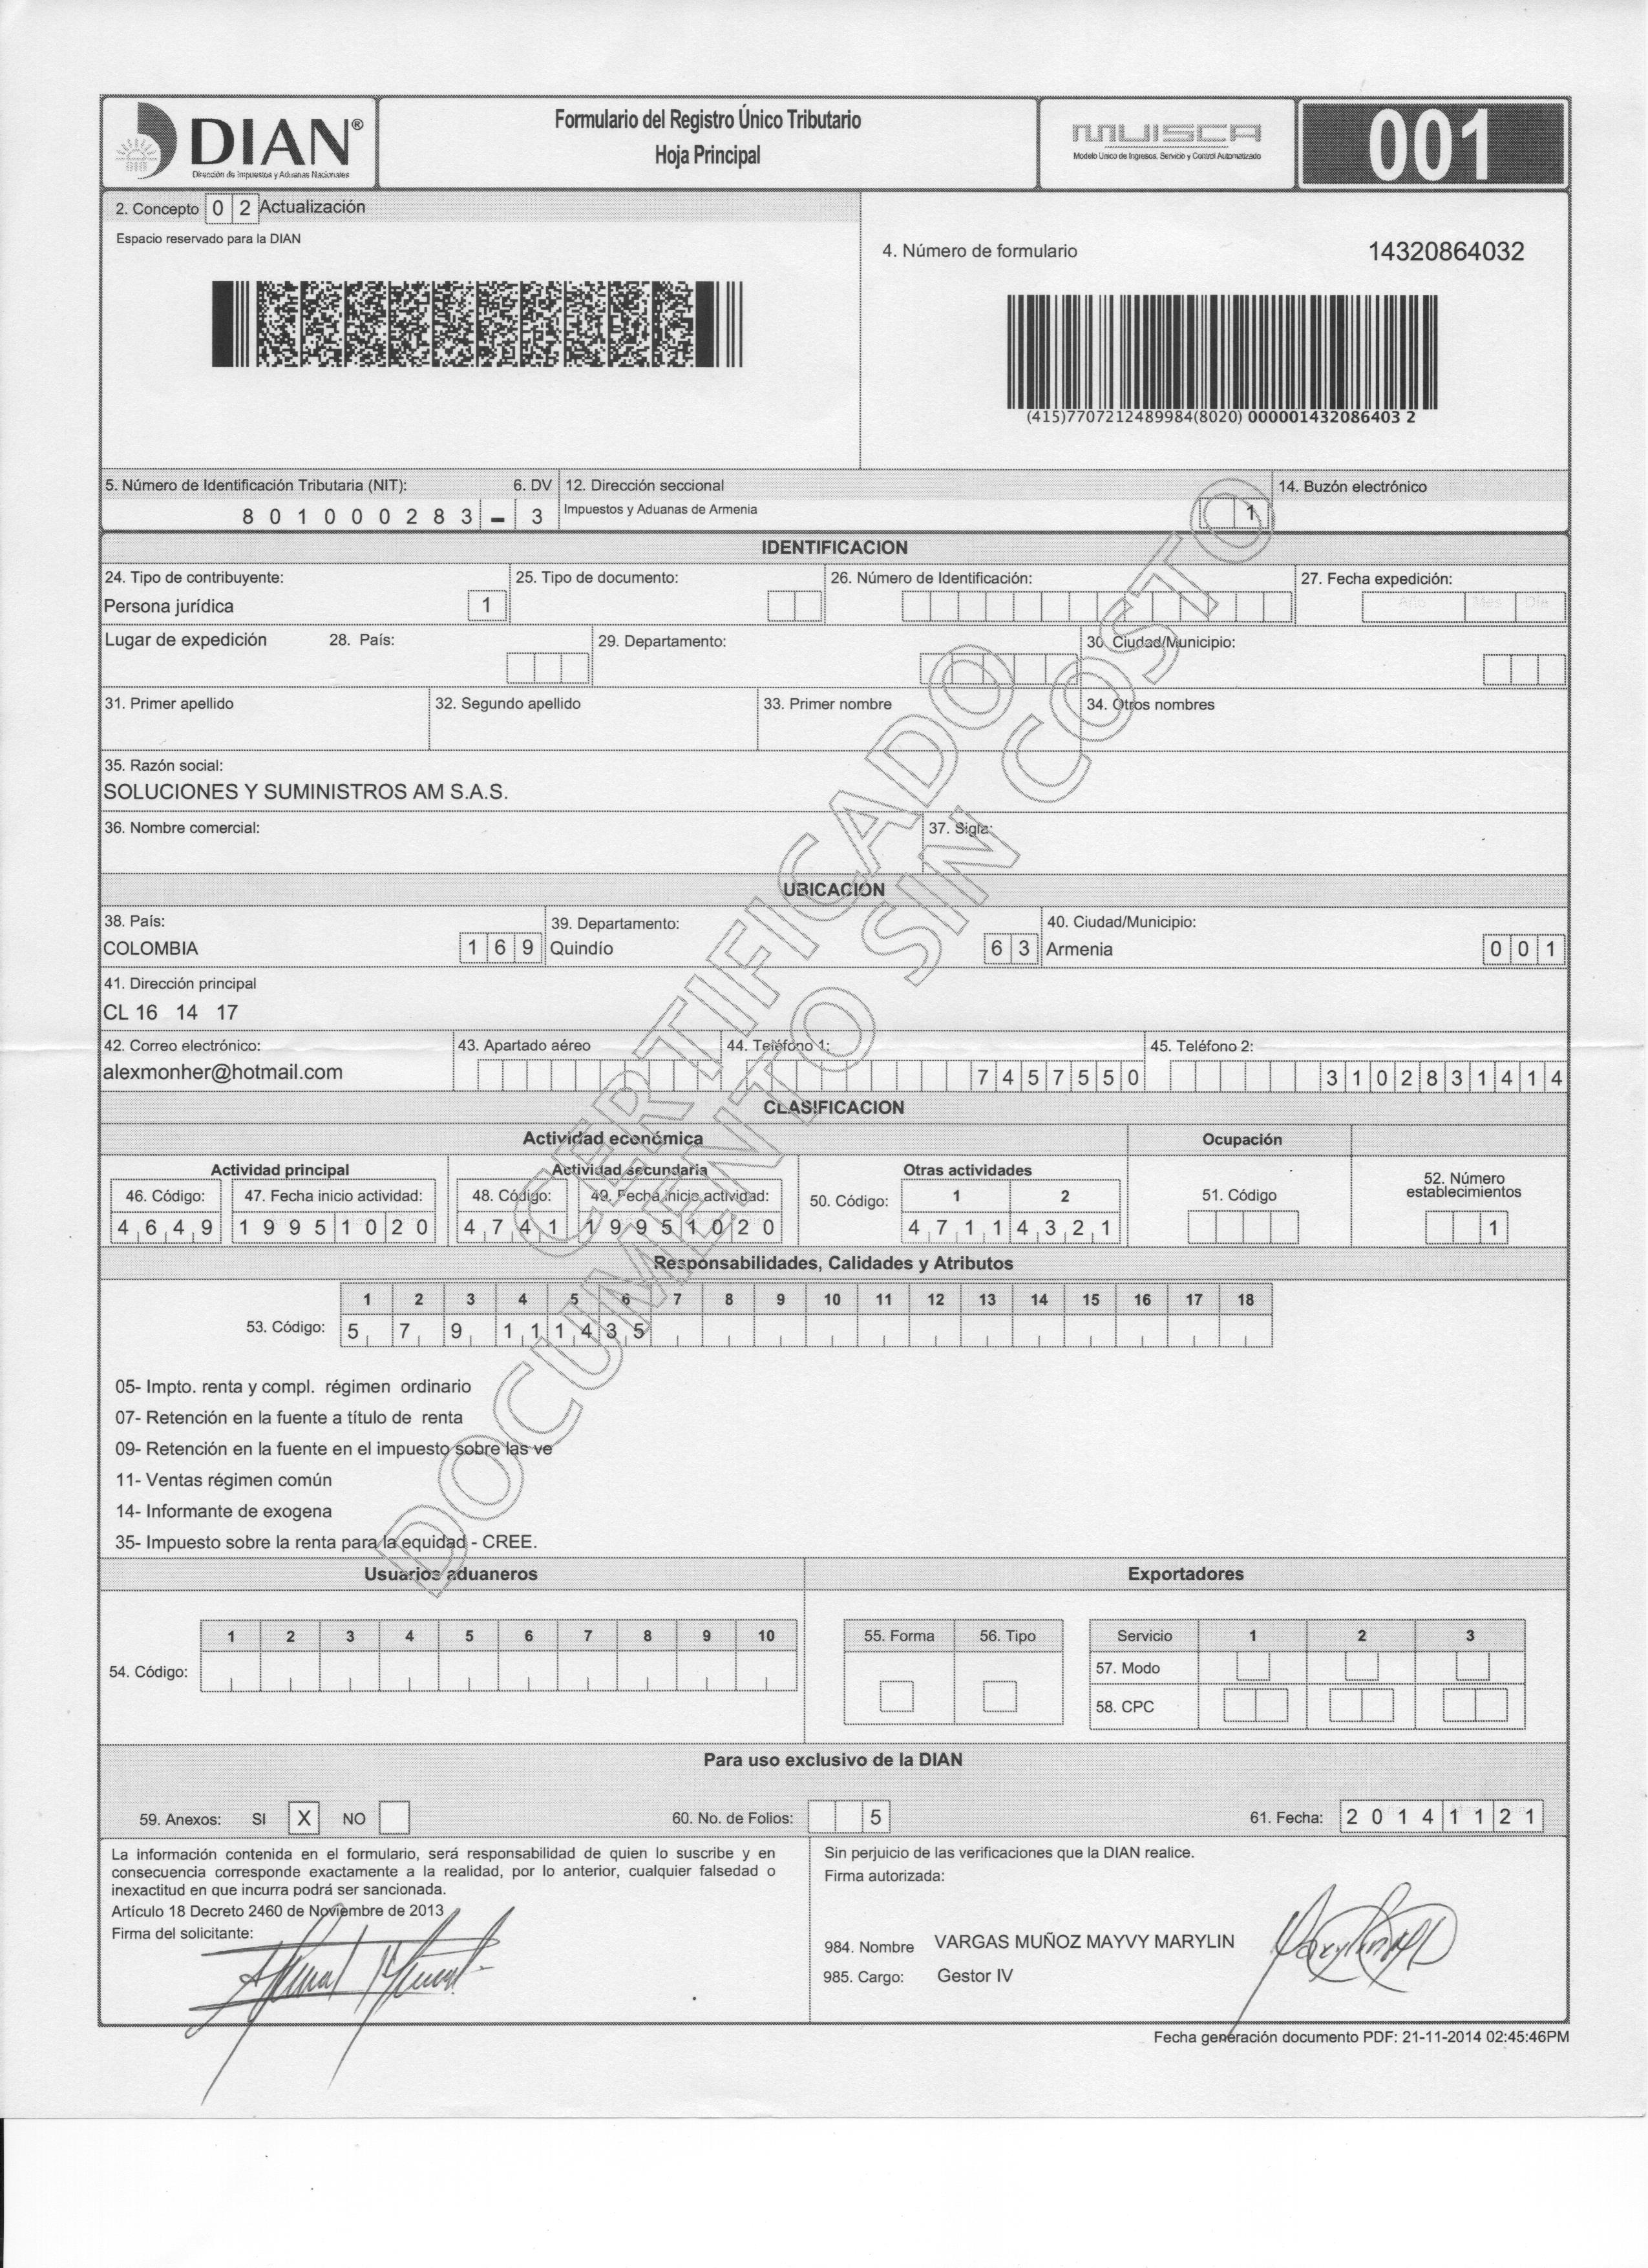 DIAN®
Dirección de Impuestos y Aduanas Nacionales
Formulario del Registro Único Tributario
Hoja Principal
MUISCA
Modelo Unico de Ingresos, Servicio y Control Automatizado
001
2. Concepto 0 2 Actualización
Espacio reservado para la DIAN
4. Número de formulario 14320864032
(415)7707212489984(8020) 000001432086403 2
5. Número de Identificación Tributaria (NIT): 6. DV 12. Dirección seccional 14. Buzón electrónico
8 0 1 0 0 0 2 8 3 - 3 Impuestos y Aduanas de Armenia 1
IDENTIFICACION
24. Tipo de contribuyente: 25. Tipo de documento: 26. Número de Identificación: 27. Fecha expedición:
Persona jurídica 1 Año Mes Día
Lugar de expedición 28. País: 29. Departamento: 30. Ciudad/Municipio:
31. Primer apellido 32. Segundo apellido 33. Primer nombre 34. Otros nombres
35. Razón social:
SOLUCIONES Y SUMINISTROS AM S.A.S.
36. Nombre comercial: 37. Sigla:
UBICACION
38. País: 39. Departamento: 40. Ciudad/Municipio:
COLOMBIA 1 6 9 Quindío 6 3 Armenia 0 0 1
41. Dirección principal
CL 16 14 17
42. Correo electrónico: 43. Apartado aéreo 44. Teléfono 1: 45. Teléfono 2:
alexmonher@hotmail.com 7 4 5 7 5 5 0 3 1 0 2 8 3 1 4 1 4
CLASIFICACION
Actividad económica Ocupación
Actividad principal Actividad secundaria Otras actividades 52. Número establecimientos
46. Código: 47. Fecha inicio actividad: 48. Código: 49. Fecha inicio actividad: 50. Código: 1 2 51. Código
4 6 4 9 1 9 9 5 1 0 2 0 4 7 4 1 1 9 9 5 1 0 2 0 4 7 1 1 4 3 2 1 1
Responsabilidades, Calidades y Atributos
1 2 3 4 5 6 7 8 9 10 11 12 13 14 15 16 17 18
53. Código: 5 7 9 1 1 1 4 3 5
05- Impto. renta y compl. régimen ordinario
07- Retención en la fuente a título de renta
09- Retención en la fuente en el impuesto sobre las ve
11- Ventas régimen común
14- Informante de exogena
35- Impuesto sobre la renta para la equidad - CREE.
CERTIFICADO
DOCUMENTO SIN COSTO
Usuarios aduaneros Exportadores
1 2 3 4 5 6 7 8 9 10 55. Forma 56. Tipo Servicio 1 2 3
54. Código: 57. Modo
58. CPC
Para uso exclusivo de la DIAN
59. Anexos: SI X NO 60. No. de Folios: 5 61. Fecha: 2 0 1 4 1 1 2 1
La información contenida en el formulario, será responsabilidad de quien lo suscribe y en
consecuencia corresponde exactamente a la realidad, por lo anterior, cualquier falsedad o
inexactitud en que incurra podrá ser sancionada.
Artículo 18 Decreto 2460 de Noviembre de 2013
Firma del solicitante:
Sin perjuicio de las verificaciones que la DIAN realice.
Firma autorizada:
984. Nombre VARGAS MUÑOZ MAYVY MARYLIN
985. Cargo: Gestor IV
Fecha generación documento PDF: 21-11-2014 02:45:46PM